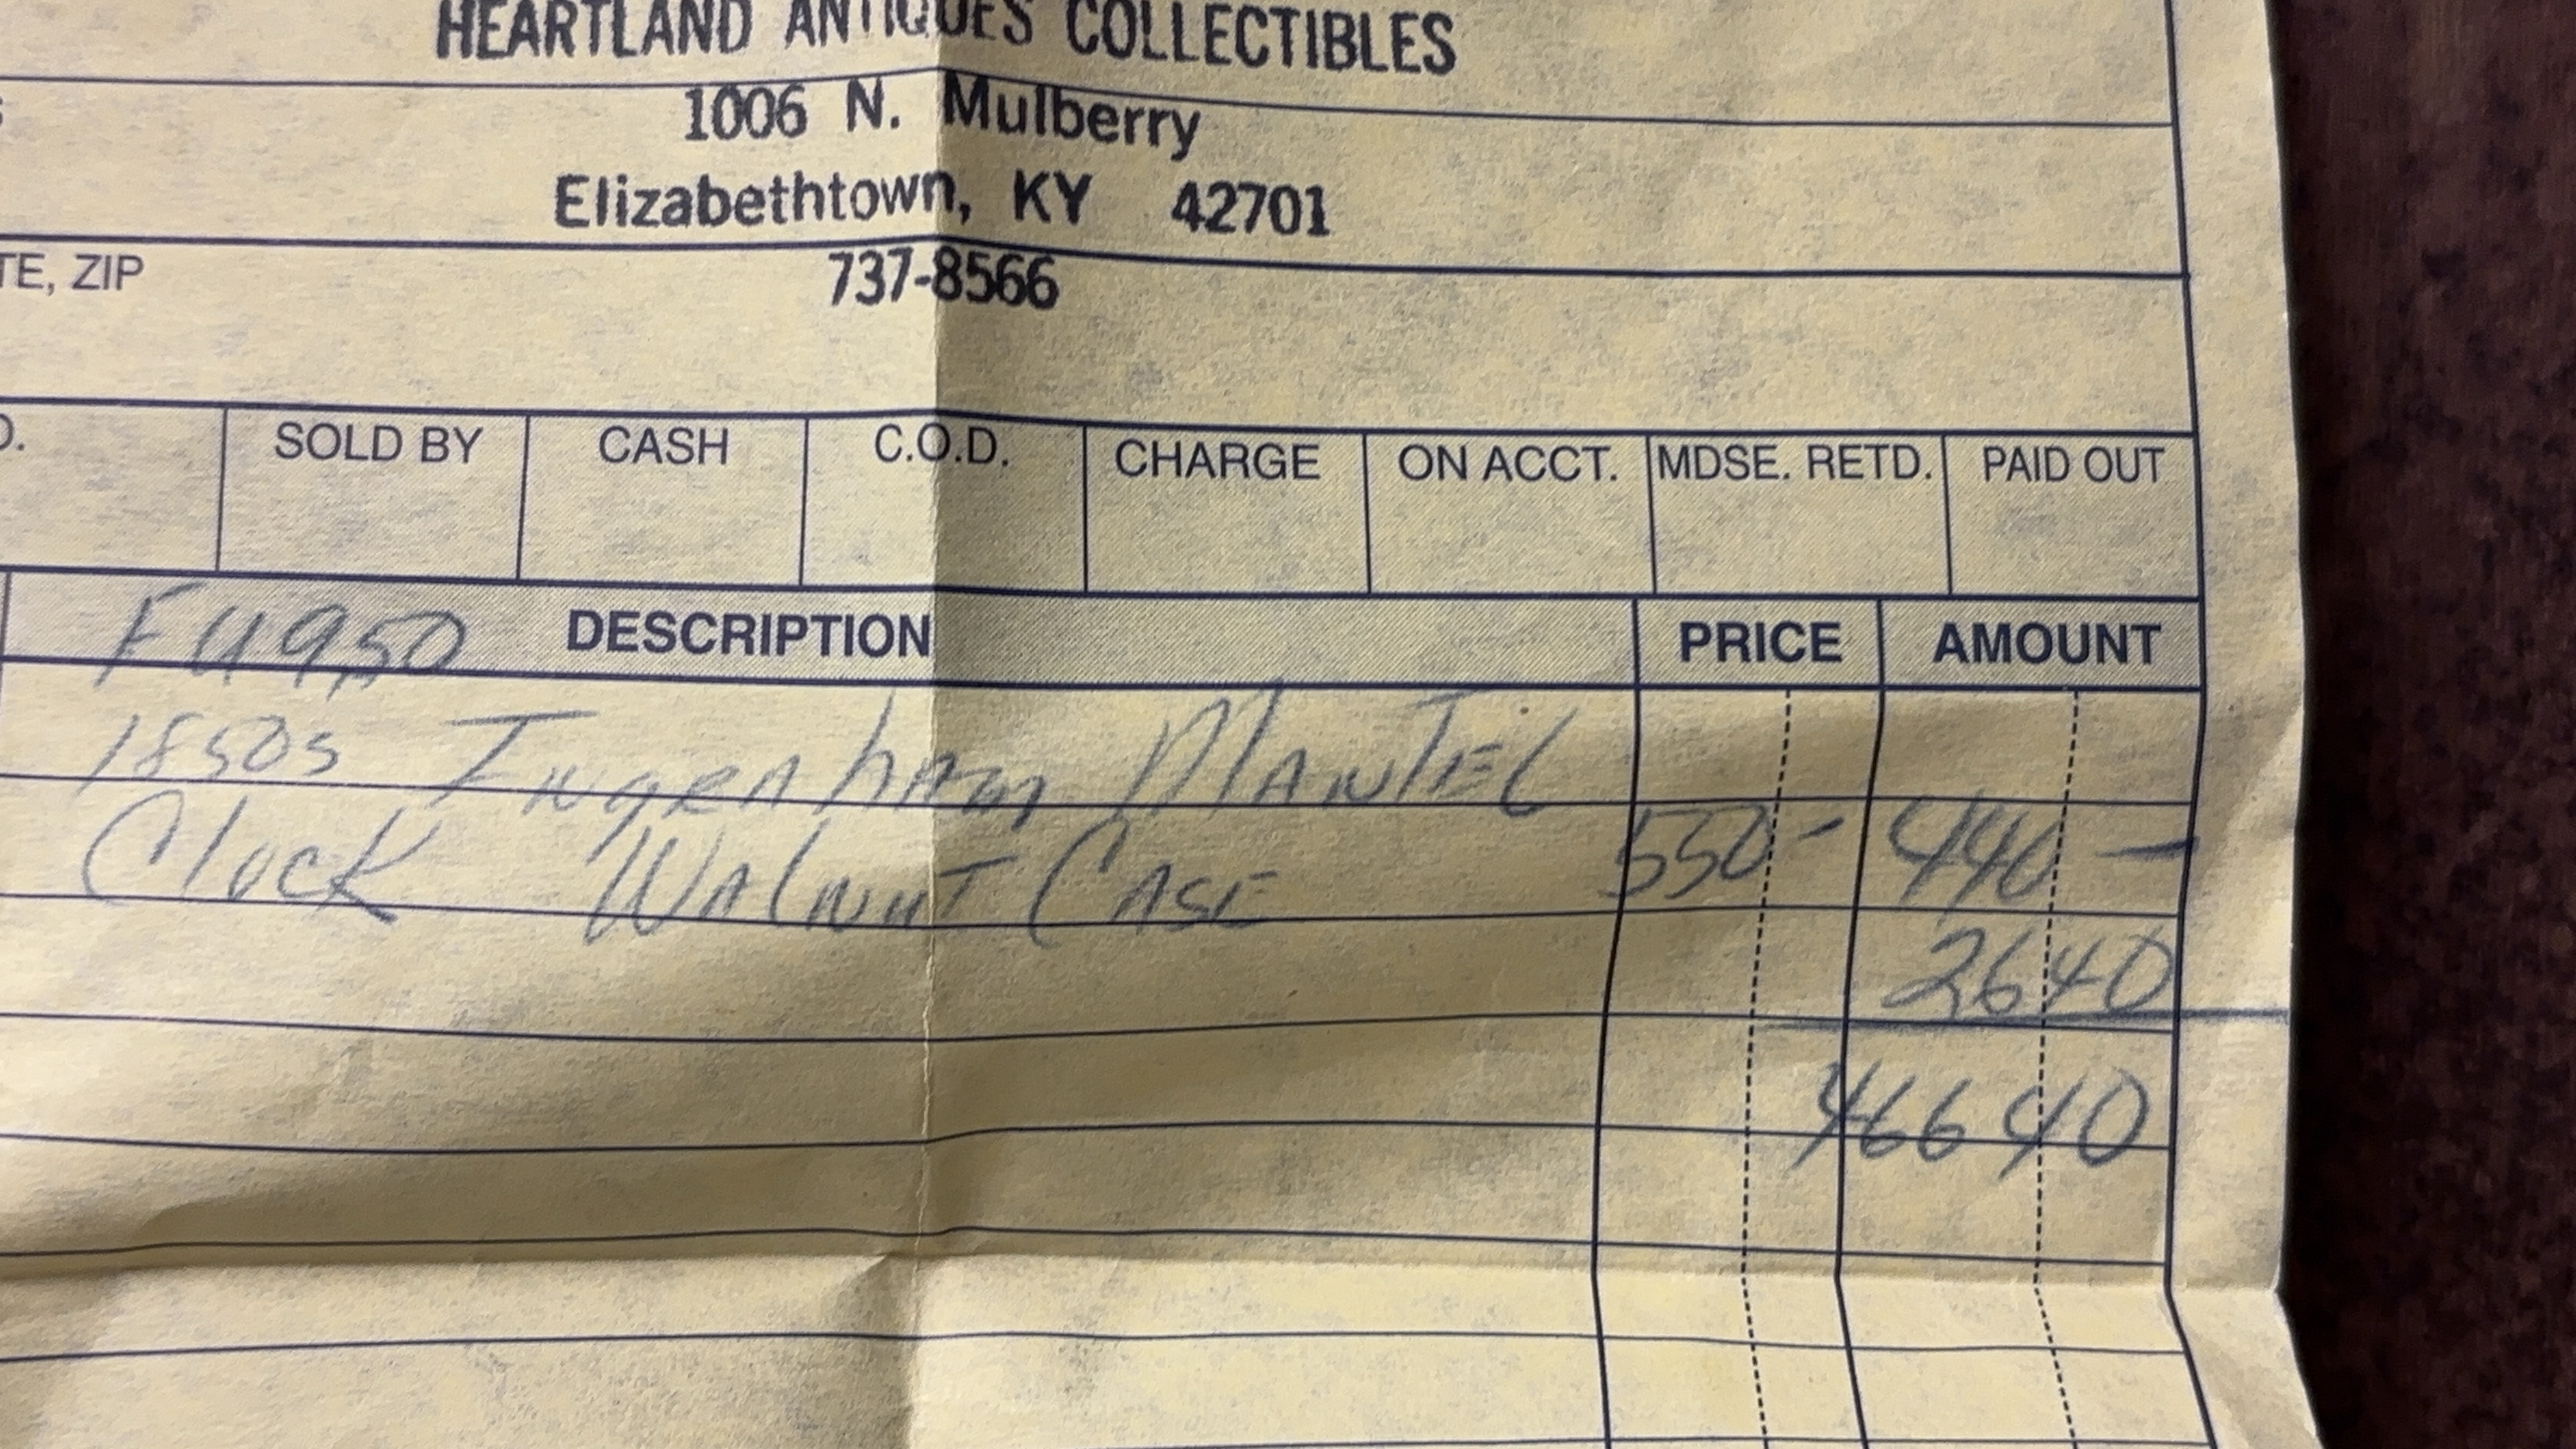 HEARTLAND ANTIQUES COLLECTIBLES
1006 N. Mulberry
Elizabethtown, KY 42701
TE, ZIP 737-8566
SOLD BY CASH C.O.D. CHARGE ON ACCT. MDSE. RETD. PAID OUT
DESCRIPTION PRICE AMOUNT
1850s Ingraham Mantel
Clock Walnut Case 550- 440-
2640
46640